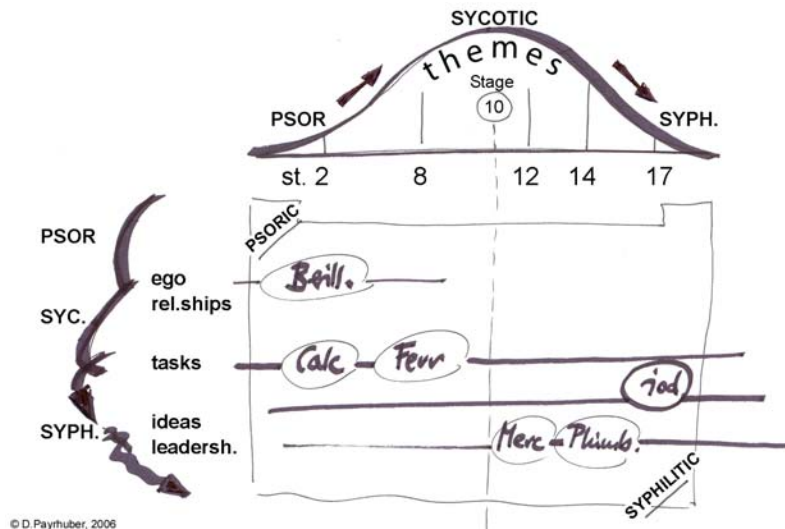 SYCOTIC
themes
Stage
10
PSOR
SYPH.
st. 2 8 12 14 17
PSORIC
PSOR
ego
rel.ships
Beill.
SYC.
tasks
Calc Ferr
iod
SYPH.
ideas
leadersh.
Merc Plumb.
SYPHILITIC
© D.Payrhuber, 2006